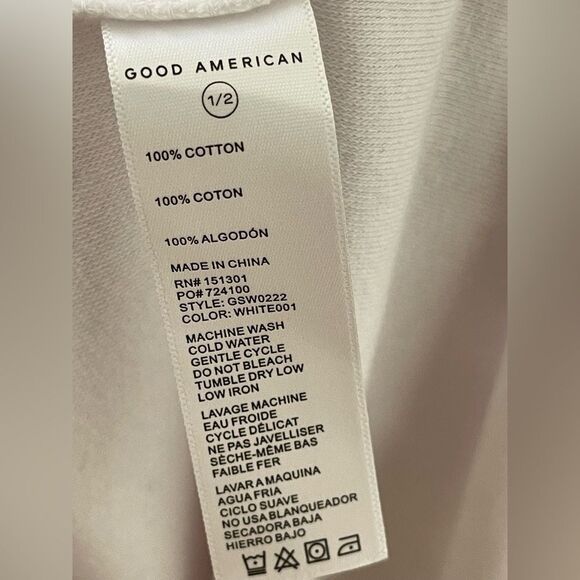 GOOD AMERICAN
1/2
100% COTTON
100% COTON
100% ALGODÓN
MADE IN CHINA
RN# 151301
PO# 724100
STYLE: GSW0222
COLOR: WHITE001
MACHINE WASH
COLD WATER
GENTLE CYCLE
DO NOT BLEACH
TUMBLE DRY LOW
LOW IRON
LAVAGE MACHINE
EAU FROIDE
CYCLE DÉLICAT
NE PAS JAVELLISER
SÈCHE-MÊME BAS
FAIBLE FER
LAVAR A MAQUINA
AGUA FRIA
CICLO SUAVE
NO USA BLANQUEADOR
SECADORA BAJA
HIERRO BAJO